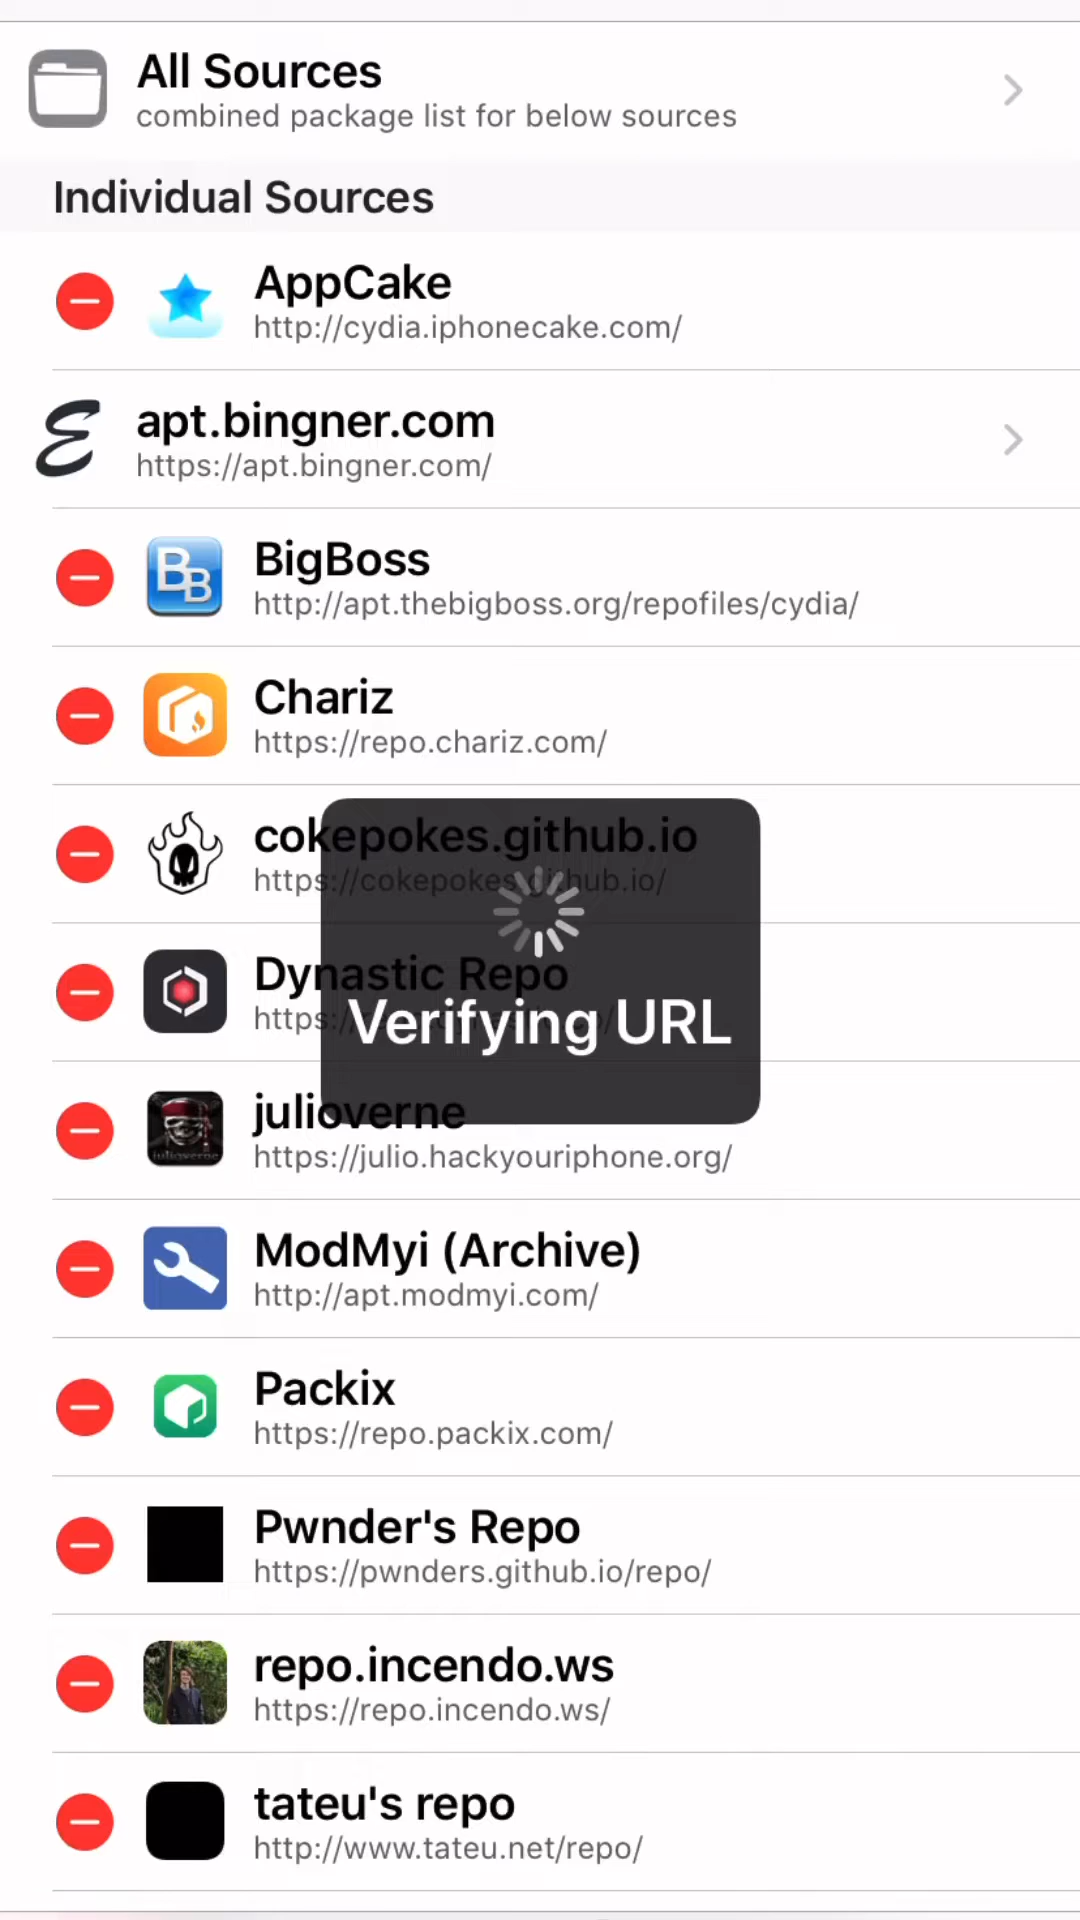 All Sources
combined package list for below sources
Individual Sources
AppCake
http://cydia.iphonecake.com/
apt.bingner.com
https://apt.bingner.com/
BB
BigBoss
http://apt.thebigboss.org/repofiles/cydia/
Chariz
https://repo.chariz.com/
cokepokes.github.io
https://cokepokes.github.io/
Dynastic Repo
https:/
Verifying URL
julioverne
https://julio.hackyouriphone.org/
ModMyi (Archive)
http://apt.modmyi.com/
Packix
https://repo.packix.com/
Pwnder's Repo
https://pwnders.github.io/repo/
repo.incendo.ws
https://repo.incendo.ws/
tateu's repo
http://www.tateu.net/repo/